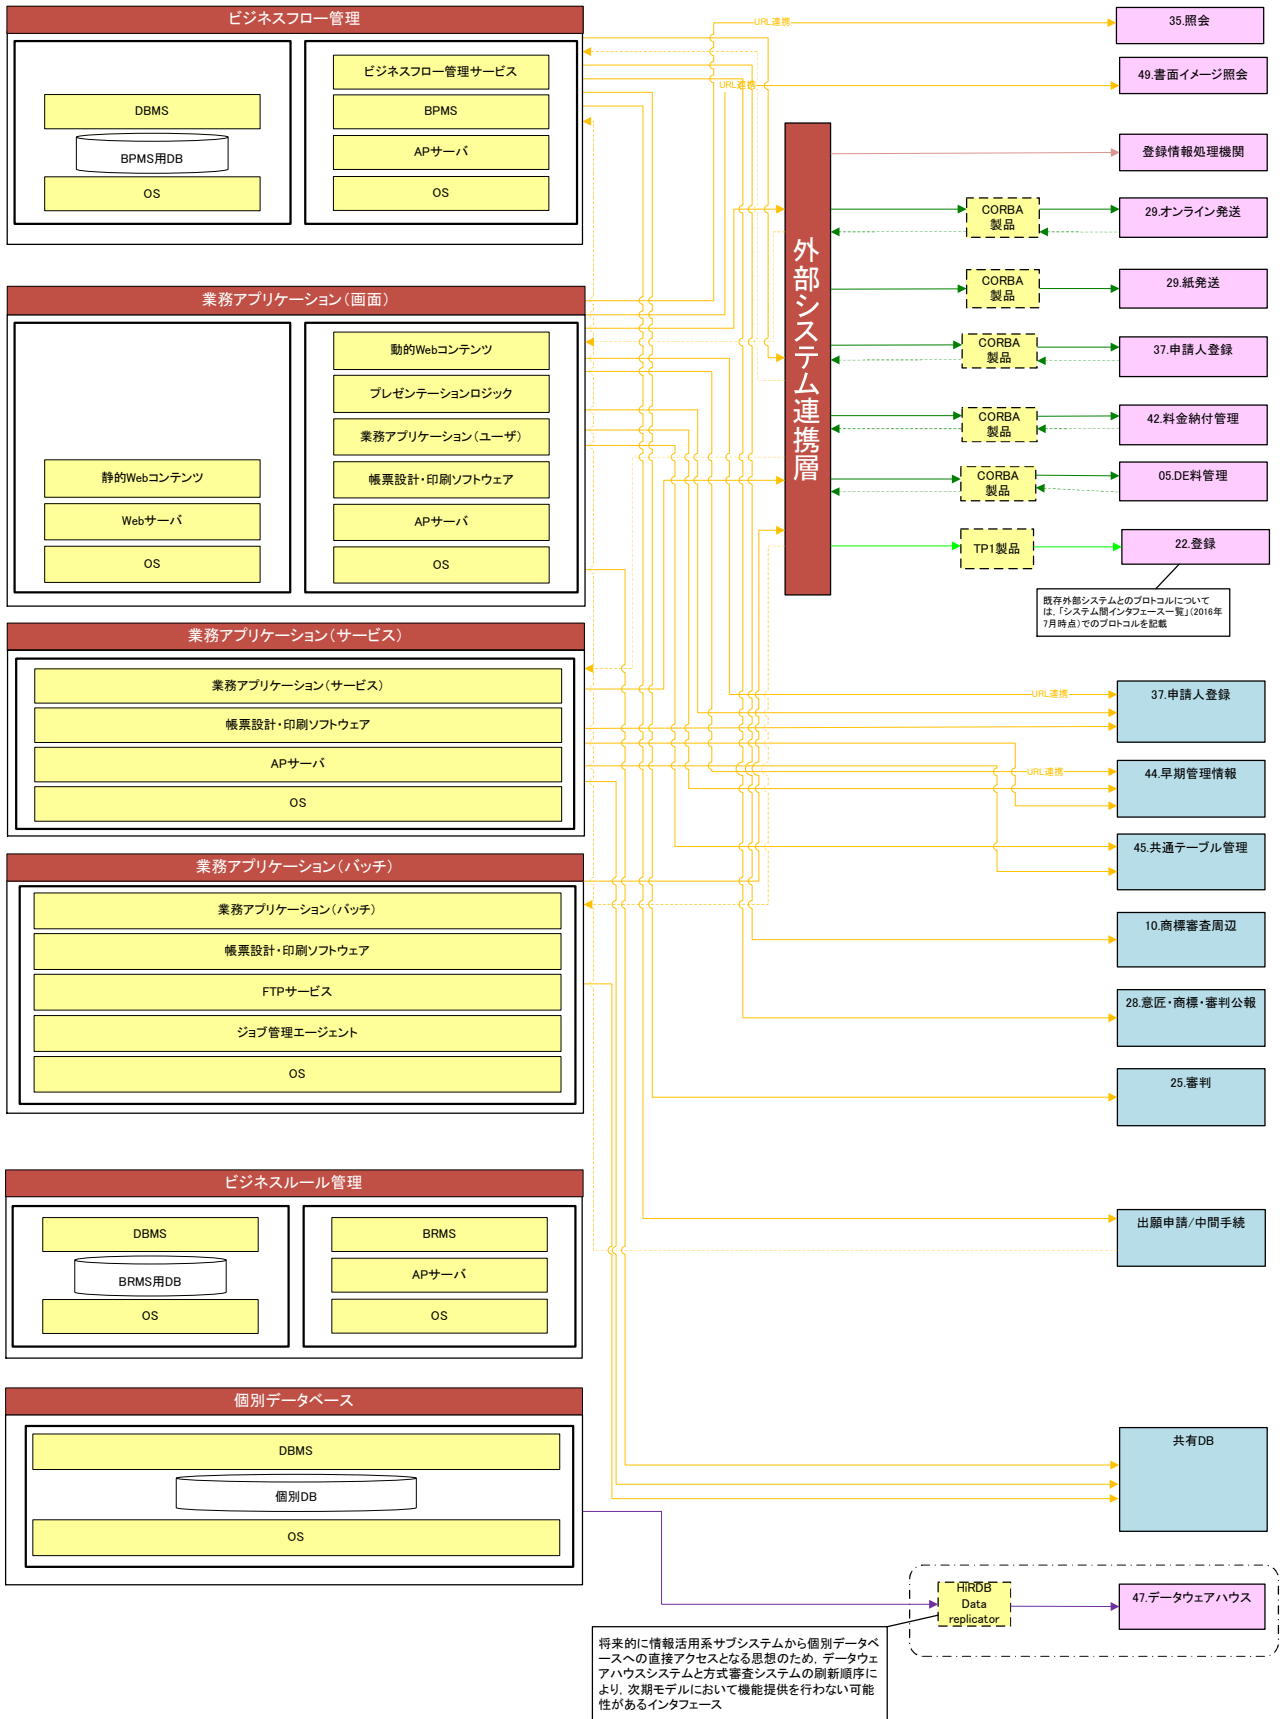 ビジネスフロー管理
DBMS
BPMS用DB
OS
ビジネスフロー管理サービス
BPMS
APサーバ
OS
業務アプリケーション(画面)
静的Webコンテンツ
Webサーバ
OS
動的Webコンテンツ
プレゼンテーションロジック
業務アプリケーション(ユーザ)
帳票設計・印刷ソフトウェア
APサーバ
OS
業務アプリケーション(サービス)
業務アプリケーション(サービス)
帳票設計・印刷ソフトウェア
APサーバ
OS
業務アプリケーション(バッチ)
業務アプリケーション(バッチ)
帳票設計・印刷ソフトウェア
FTPサービス
ジョブ管理エージェント
OS
ビジネスルール管理
DBMS
BRMS用DB
OS
BRMS
APサーバ
OS
個別データベース
DBMS
個別DB
OS
URL連携
URL連携
外部システム連携層
CORBA
製品
CORBA
製品
CORBA
製品
CORBA
製品
CORBA
製品
TP1製品
35.照会
49.書面イメージ照会
登録情報処理機関
29.オンライン発送
29.紙発送
37.申請人登録
42.料金納付管理
05.DE料管理
22.登録
既存外部システムとのプロトコルについて
は、「システム間インタフェース一覧」(2016年
7月時点)でのプロトコルを記載
URL連携
URL連携
37.申請人登録
44.早期管理情報
45.共通テーブル管理
10.商標審査周辺
28.意匠・商標・審判公報
25.審判
出願申請/中間手続
共有DB
HiRDB
Data
replicator
47.データウェアハウス
将来的に情報活用系サブシステムから個別データベ
ースへの直接アクセスとなる思想のため、データウェ
アハウスシステムと方式審査システムの刷新順序に
より、次期モデルにおいて機能提供を行わない可能
性があるインタフェース